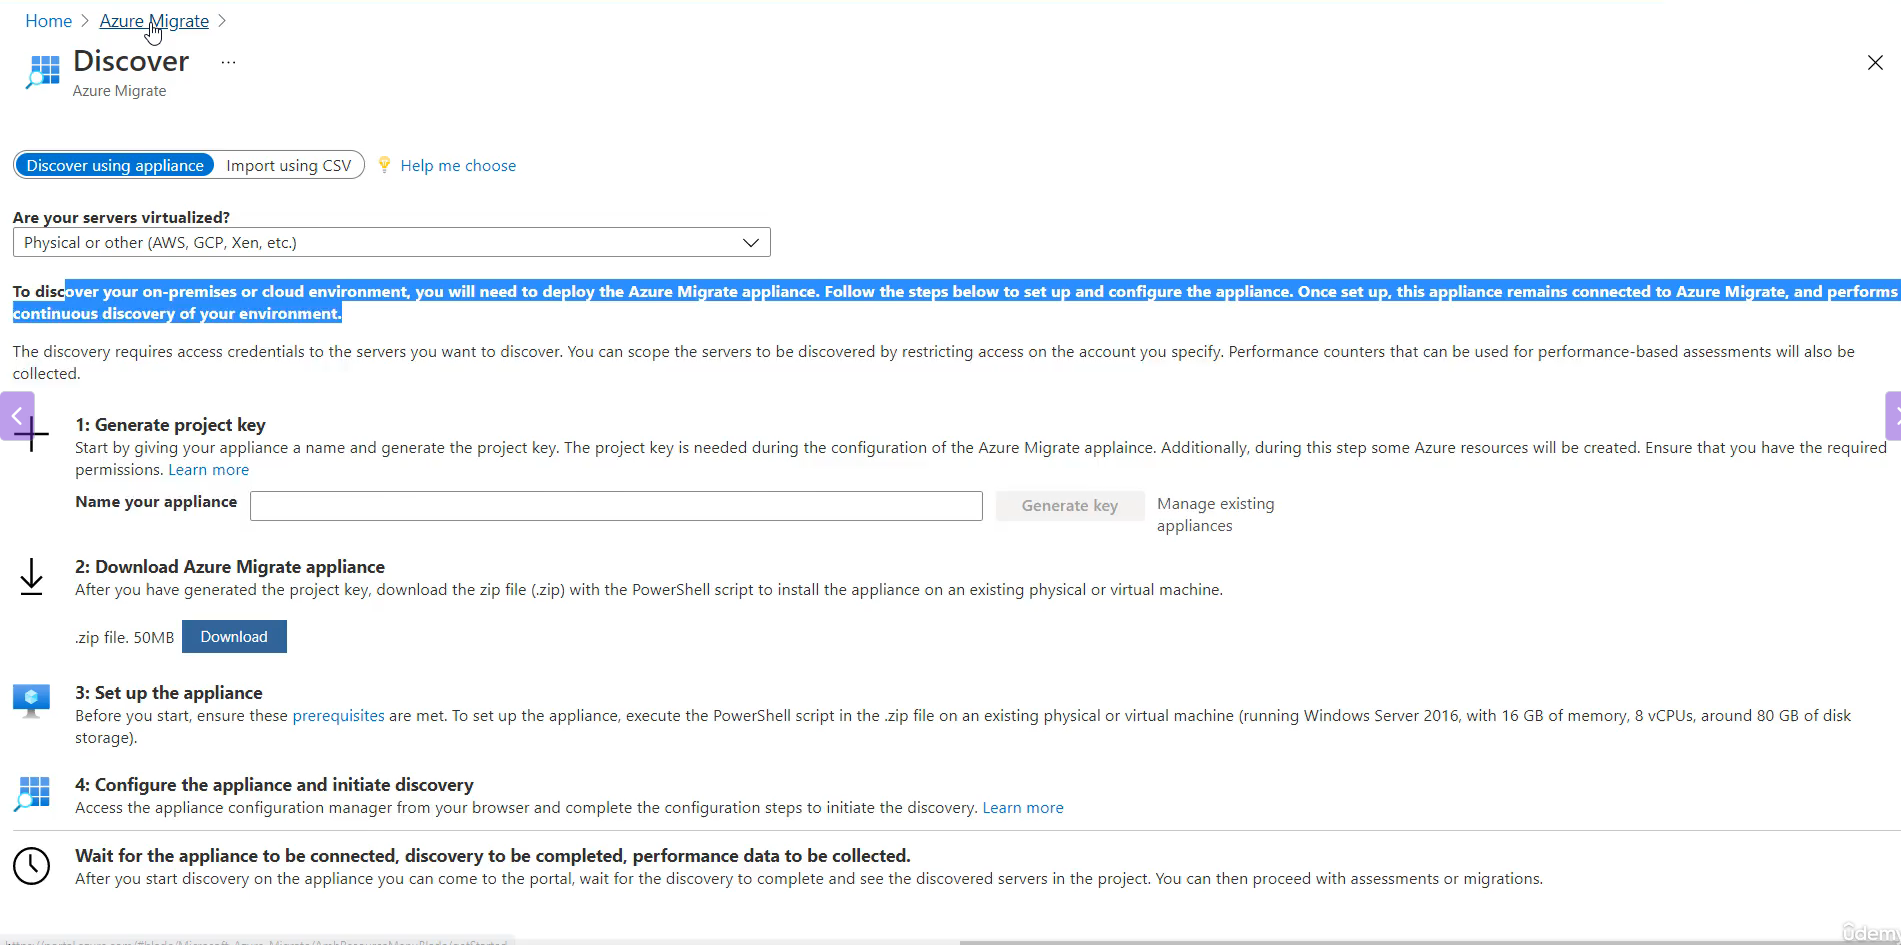 Home > Azure Migrate >
Discover ...
Azure Migrate
Discover using appliance Import using CSV Help me choose
Are your servers virtualized?
Physical or other (AWS, GCP, Xen, etc.)
To discover your on-premises or cloud environment, you will need to deploy the Azure Migrate appliance. Follow the steps below to set up and configure the appliance. Once set up, this appliance remains connected to Azure Migrate, and performs
continuous discovery of your environment.
The discovery requires access credentials to the servers you want to discover. You can scope the servers to be discovered by restricting access on the account you specify. Performance counters that can be used for performance-based assessments will also be
collected.
1: Generate project key
Start by giving your appliance a name and generate the project key. The project key is needed during the configuration of the Azure Migrate applaince. Additionally, during this step some Azure resources will be created. Ensure that you have the required
permissions. Learn more
Name your appliance Generate key Manage existing
appliances
2: Download Azure Migrate appliance
After you have generated the project key, download the zip file (.zip) with the PowerShell script to install the appliance on an existing physical or virtual machine.
.zip file. 50MB Download
3: Set up the appliance
Before you start, ensure these prerequisites are met. To set up the appliance, execute the PowerShell script in the .zip file on an existing physical or virtual machine (running Windows Server 2016, with 16 GB of memory, 8 vCPUs, around 80 GB of disk
storage).
4: Configure the appliance and initiate discovery
Access the appliance configuration manager from your browser and complete the configuration steps to initiate the discovery. Learn more
Wait for the appliance to be connected, discovery to be completed, performance data to be collected.
After you start discovery on the appliance you can come to the portal, wait for the discovery to complete and see the discovered servers in the project. You can then proceed with assessments or migrations.
ûdemy